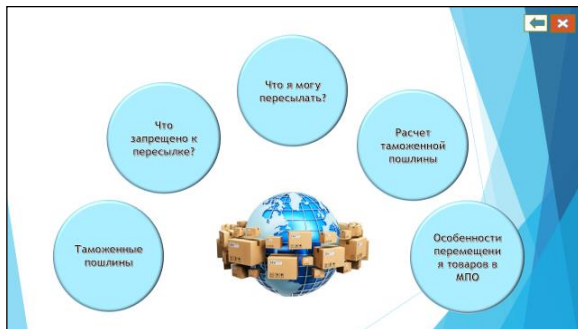 Таможенные
пошлины
Что
запрещено к
пересылке?
Что я могу
пересылать?
Расчет
таможенной
пошлины
Особенности
перемещени
я товаров в
МПО